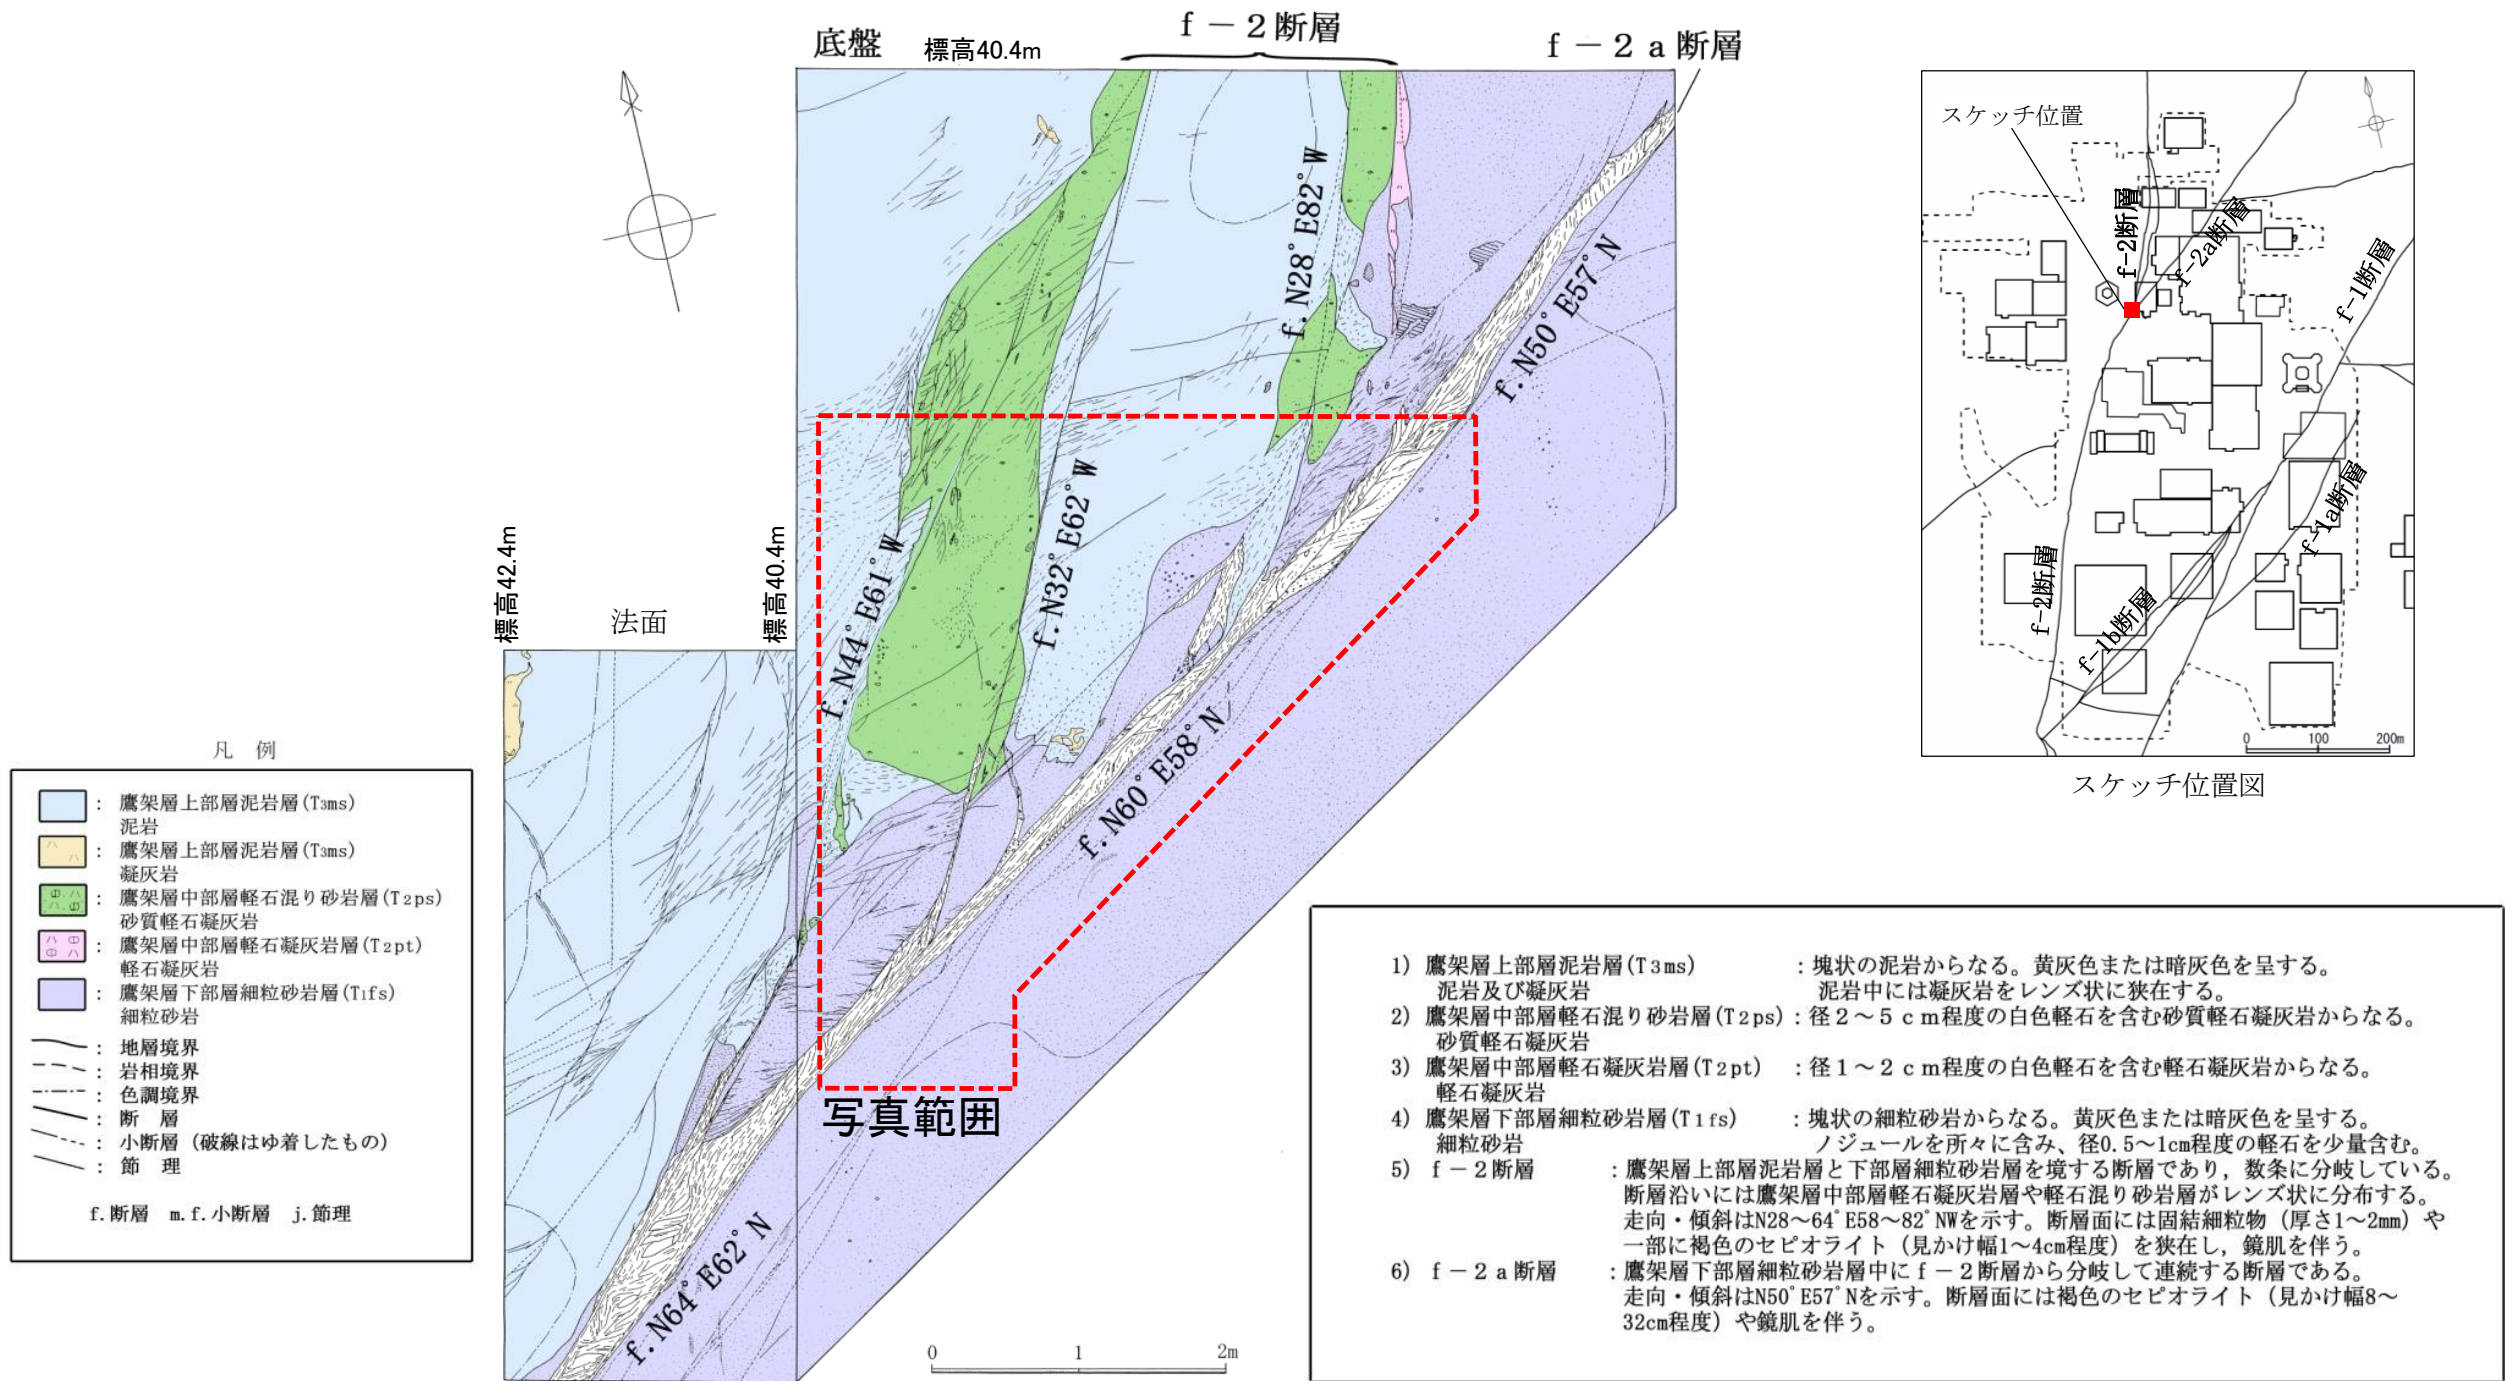 底盤
標高40.4m
f－2断層
f－2a断層
f. N28° E82° W
f. N50° E57° N
f. N44° E61° W
f. N32° E62° W
f. N60° E58° N
f. N64° E62° N
標高42.4m
法面
標高40.4m
写真範囲
0 1 2m
スケッチ位置
f-2断層
f-2a断層
f-1断層
f-1a断層
f-2断層
f-1b断層
0 100 200m
スケッチ位置図
凡 例
： 鷹架層上部層泥岩層(T3ms)
泥岩
： 鷹架層上部層泥岩層(T3ms)
凝灰岩
： 鷹架層中部層軽石混り砂岩層(T2ps)
砂質軽石凝灰岩
： 鷹架層中部層軽石凝灰岩層(T2pt)
軽石凝灰岩
： 鷹架層下部層細粒砂岩層(T1fs)
細粒砂岩
： 地層境界
： 岩相境界
： 色調境界
： 断 層
： 小断層（破線はゆ着したもの）
： 節 理
f.断層 m.f.小断層 j.節理
1) 鷹架層上部層泥岩層(T3ms) ：塊状の泥岩からなる。黄灰色または暗灰色を呈する。
泥岩及び凝灰岩 泥岩中には凝灰岩をレンズ状に狭在する。
2) 鷹架層中部層軽石混り砂岩層(T2ps)：径2～5cm程度の白色軽石を含む砂質軽石凝灰岩からなる。
砂質軽石凝灰岩
3) 鷹架層中部層軽石凝灰岩層(T2pt) ：径1～2cm程度の白色軽石を含む軽石凝灰岩からなる。
軽石凝灰岩
4) 鷹架層下部層細粒砂岩層(T1fs) ：塊状の細粒砂岩からなる。黄灰色または暗灰色を呈する。
細粒砂岩 ノジュールを所々に含み、径0.5～1cm程度の軽石を少量含む。
5) f－2断層 ：鷹架層上部層泥岩層と下部層細粒砂岩層を境する断層であり，数条に分岐している。
断層沿いには鷹架層中部層軽石凝灰岩層や軽石混り砂岩層がレンズ状に分布する。
走向・傾斜はN28～64°E58～82°NWを示す。断層面には固結細粒物（厚さ1～2mm）や
一部に褐色のセピオライト（見かけ幅1～4cm程度）を狭在し，鏡肌を伴う。
6) f－2a断層 ：鷹架層下部層細粒砂岩層中にf－2断層から分岐して連続する断層である。
走向・傾斜はN50°E57°Nを示す。断層面には褐色のセピオライト（見かけ幅8～
32cm程度）や鏡肌を伴う。